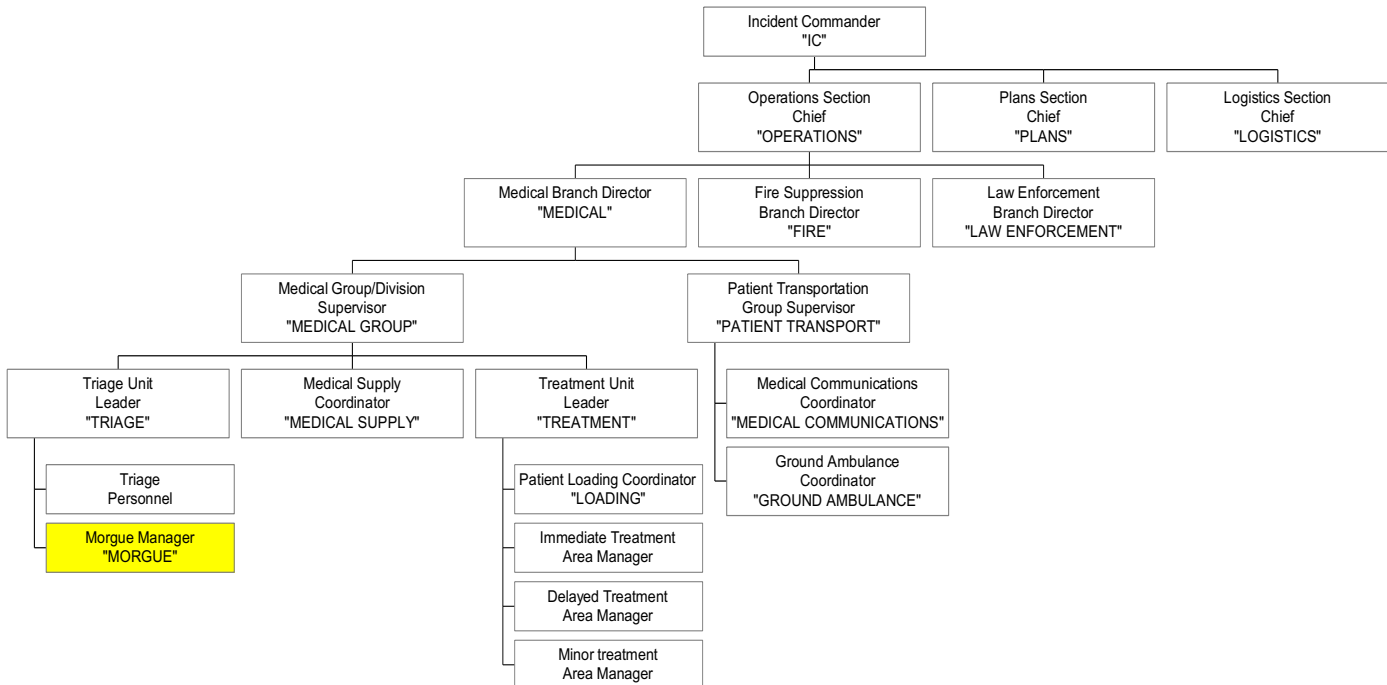 Incident Commander
"IC"
Operations Section
Chief
"OPERATIONS"
Plans Section
Chief
"PLANS"
Logistics Section
Chief
"LOGISTICS"
Medical Branch Director
"MEDICAL"
Fire Suppression
Branch Director
"FIRE"
Law Enforcement
Branch Director
"LAW ENFORCEMENT"
Medical Group/Division
Supervisor
"MEDICAL GROUP"
Patient Transportation
Group Supervisor
"PATIENT TRANSPORT"
Triage Unit
Leader
"TRIAGE"
Medical Supply
Coordinator
"MEDICAL SUPPLY"
Treatment Unit
Leader
"TREATMENT"
Medical Communications
Coordinator
"MEDICAL COMMUNICATIONS"
Ground Ambulance
Coordinator
"GROUND AMBULANCE"
Triage
Personnel
Morgue Manager
"MORGUE"
Patient Loading Coordinator
"LOADING"
Immediate Treatment
Area Manager
Delayed Treatment
Area Manager
Minor treatment
Area Manager